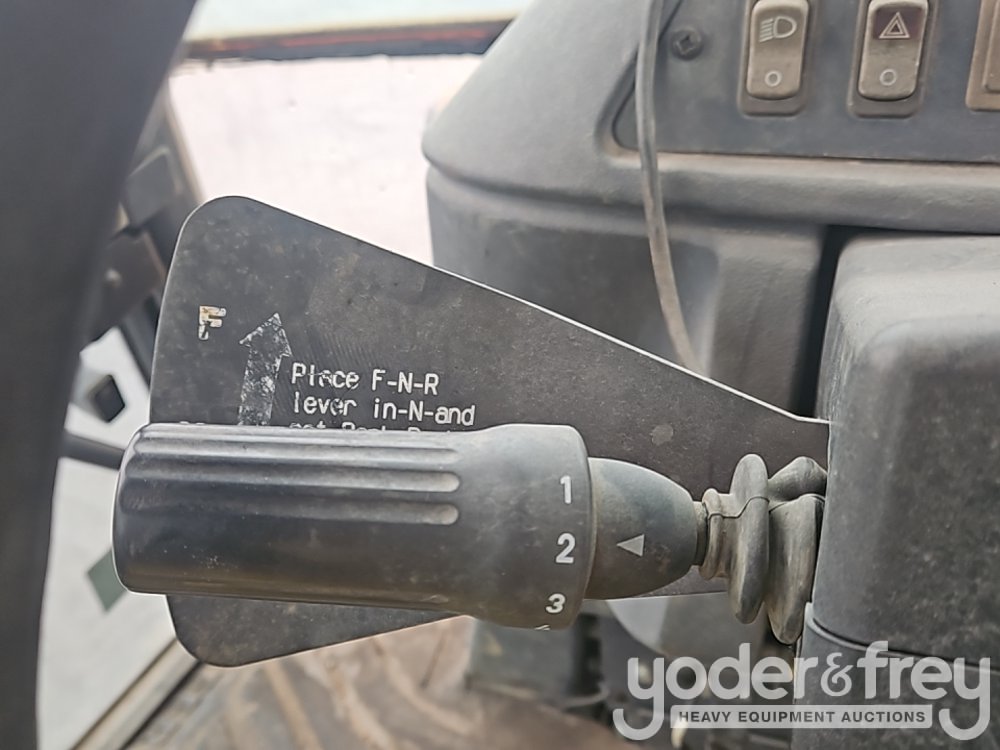 F
Place F-N-R
lever in-N-and
1
2
3
yoder&frey
HEAVY EQUIPMENT AUCTIONS